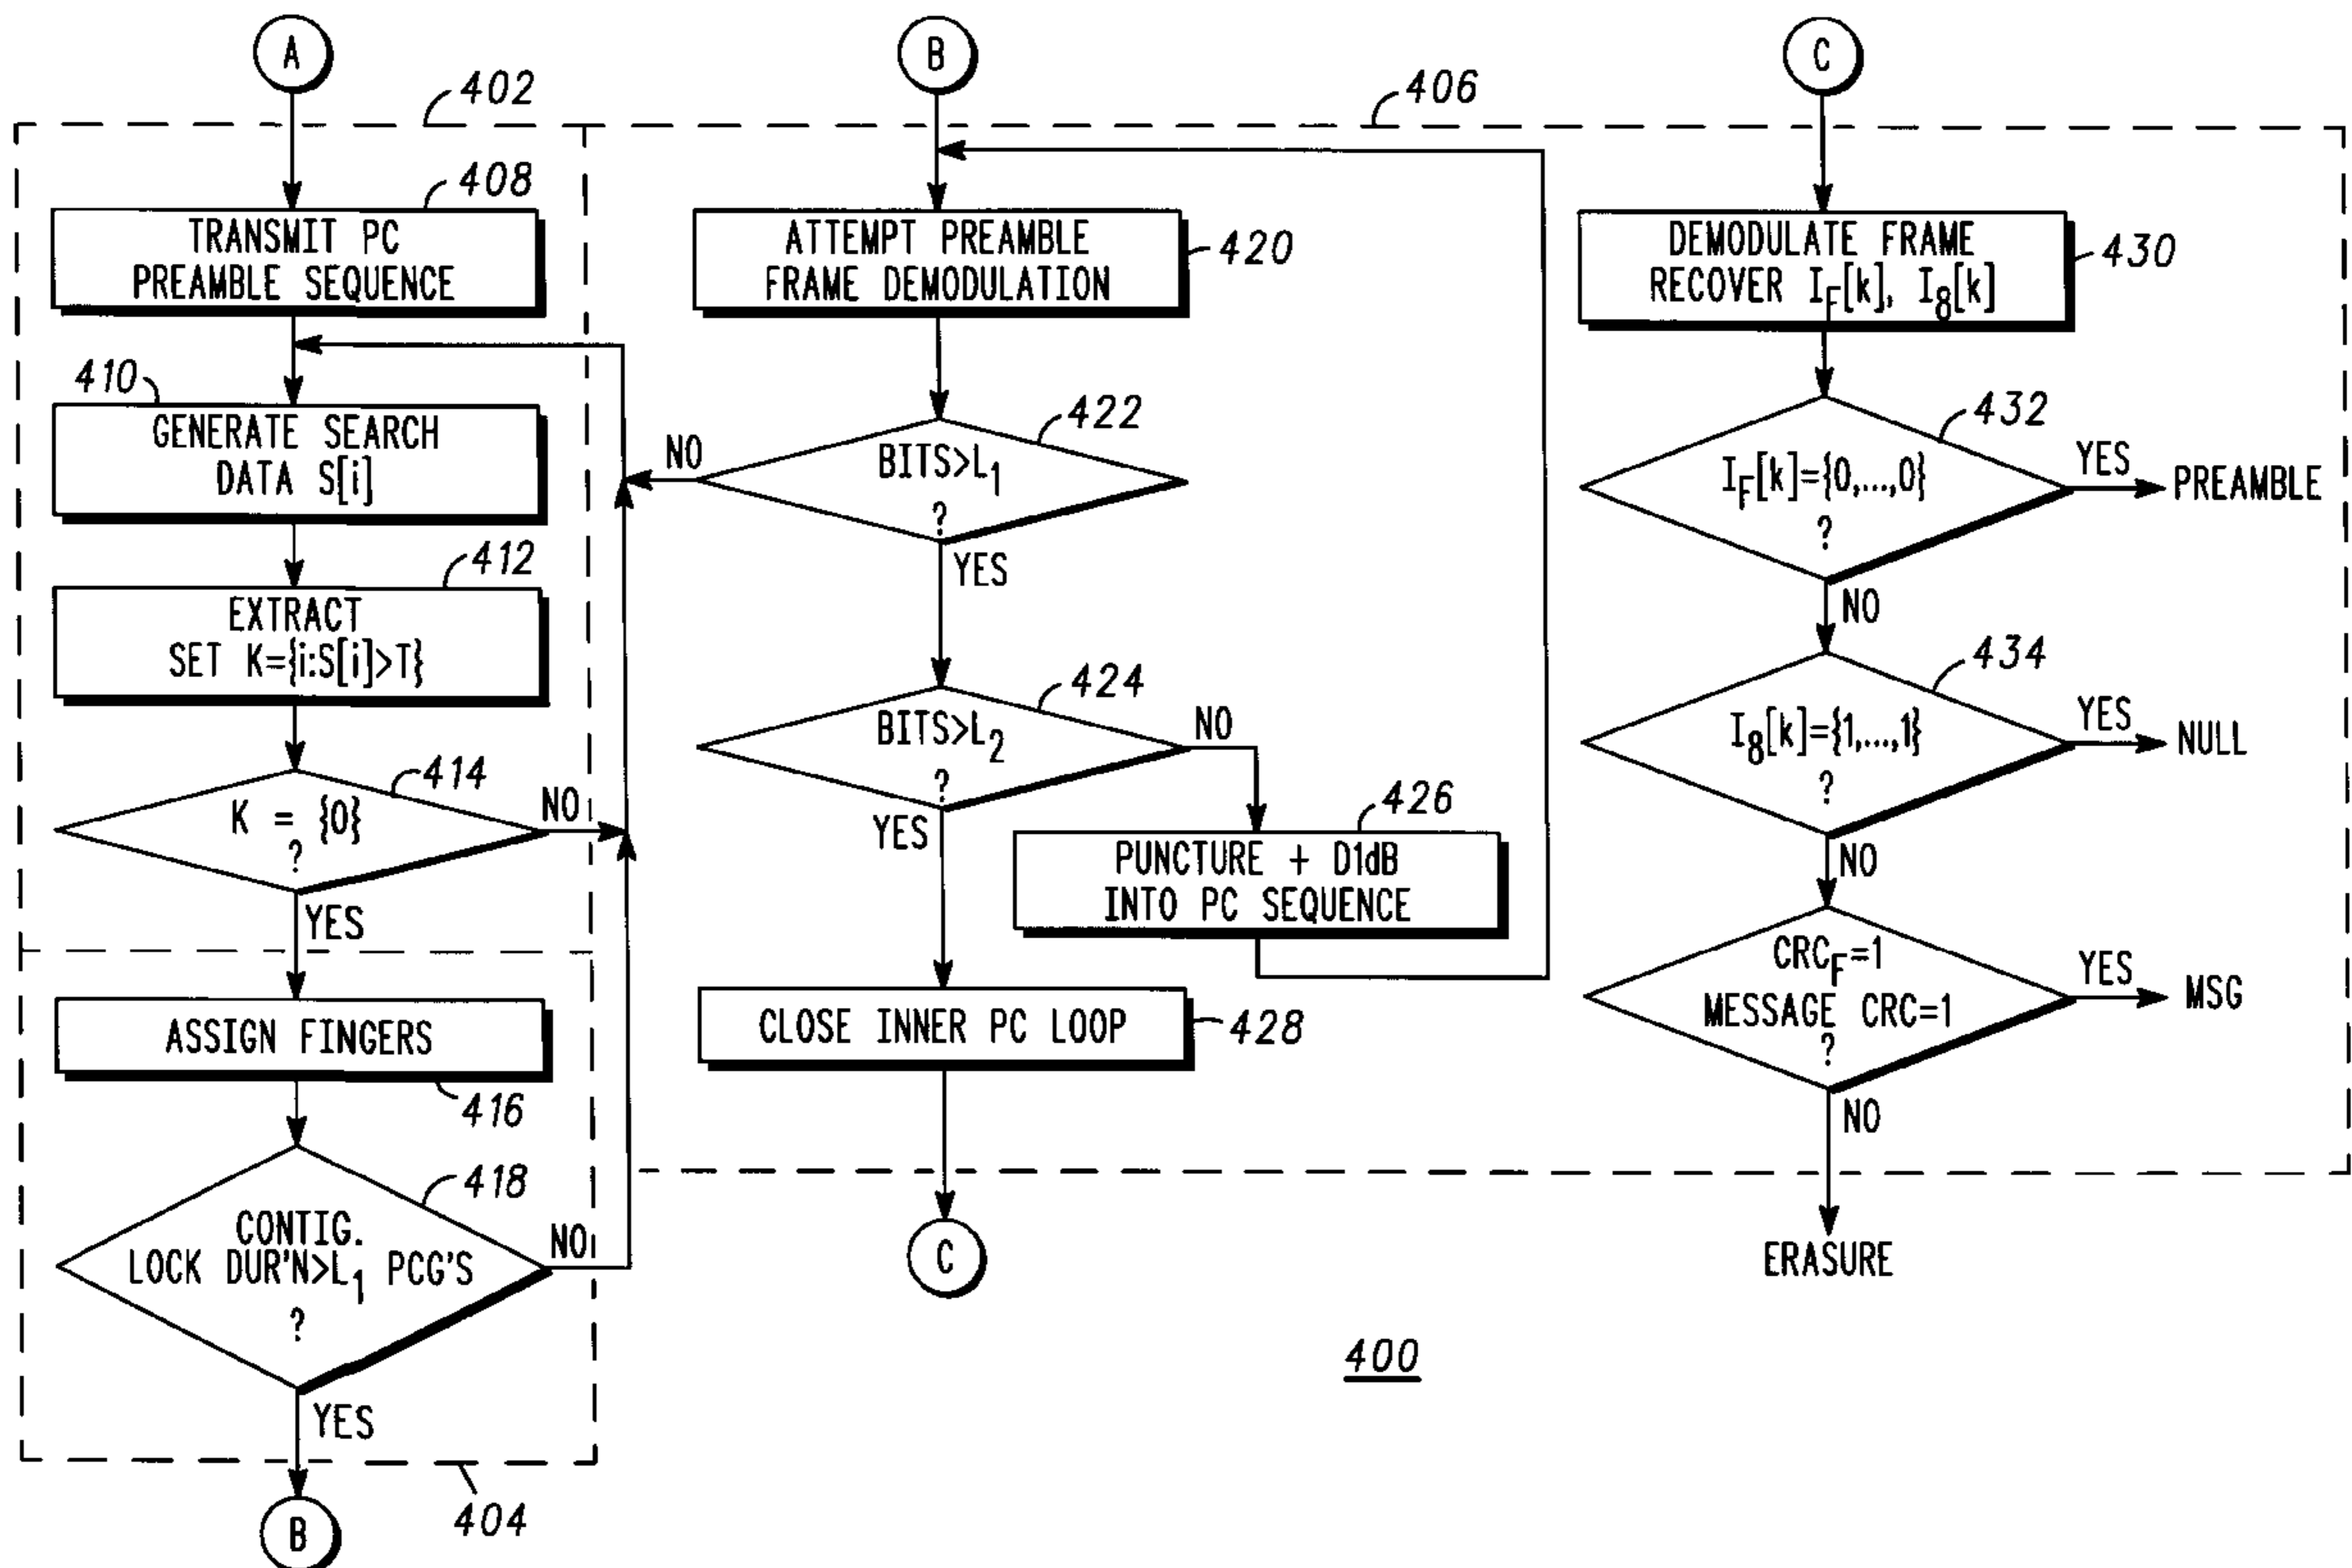 A
402
408
TRANSMIT PC
PREAMBLE SEQUENCE
410
GENERATE SEARCH
DATA S[i]
412
EXTRACT
SET K={i:S[i]>T}
414
K = {0}
?
NO
YES
ASSIGN FINGERS
416
418
CONTIG.
LOCK DUR'N>L1 PCG'S
?
NO
YES
404
B
B
406
ATTEMPT PREAMBLE
FRAME DEMODULATION
420
422
BITS>L1
?
NO
YES
424
BITS>L2
?
NO
YES
426
PUNCTURE + D1dB
INTO PC SEQUENCE
CLOSE INNER PC LOOP
428
C
C
DEMODULATE FRAME
RECOVER IF[k], I8[k]
430
432
IF[k]={0,...,0}
?
YES
PREAMBLE
NO
434
I8[k]={1,...,1}
?
YES
NULL
NO
CRCF=1
MESSAGE CRC=1
?
YES
MSG
NO
ERASURE
400